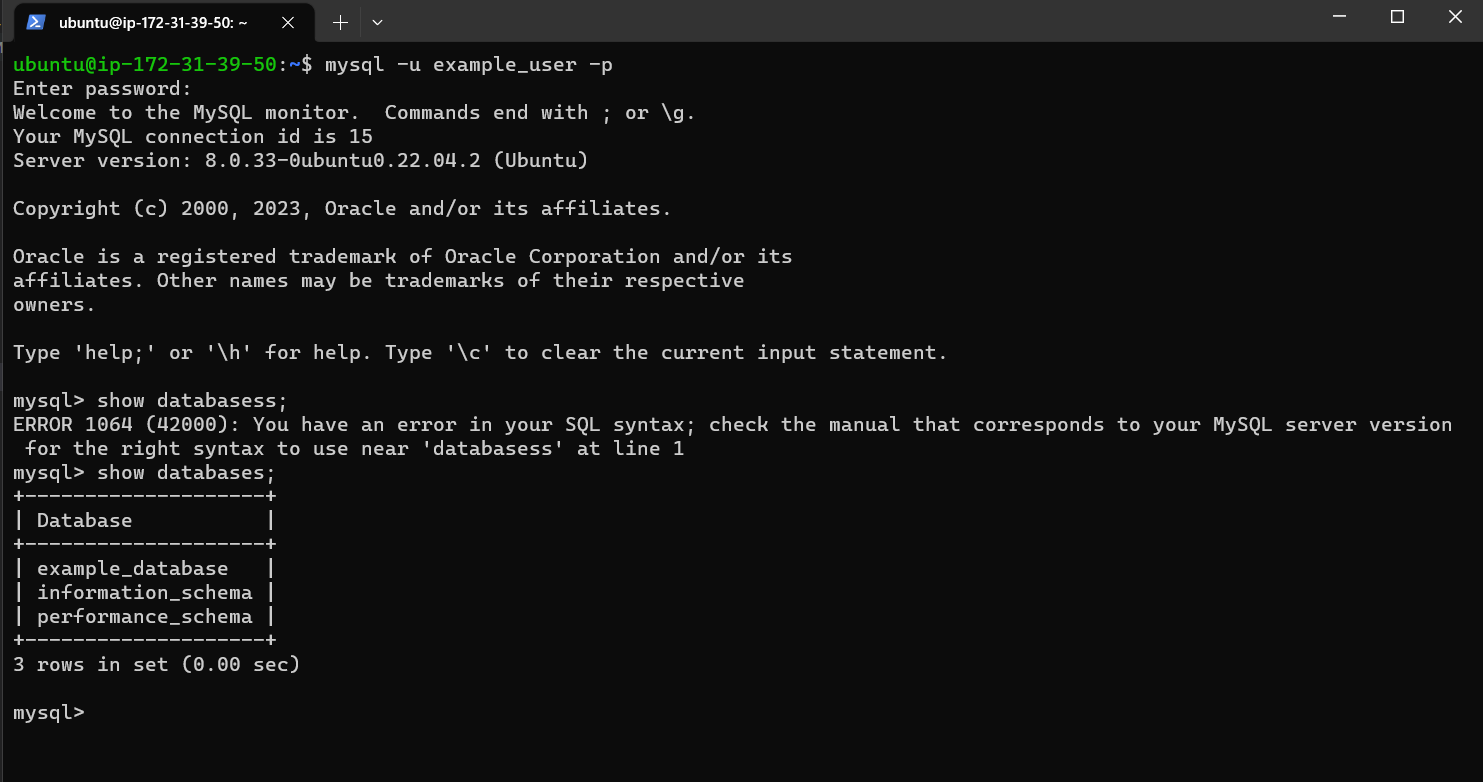 ubuntu@ip-172-31-39-50: ~
ubuntu@ip-172-31-39-50:~$ mysql -u example_user -p
Enter password:
Welcome to the MySQL monitor.  Commands end with ; or \g.
Your MySQL connection id is 15
Server version: 8.0.33-0ubuntu0.22.04.2 (Ubuntu)

Copyright (c) 2000, 2023, Oracle and/or its affiliates.

Oracle is a registered trademark of Oracle Corporation and/or its
affiliates. Other names may be trademarks of their respective
owners.

Type 'help;' or '\h' for help. Type '\c' to clear the current input statement.

mysql> show databasess;
ERROR 1064 (42000): You have an error in your SQL syntax; check the manual that corresponds to your MySQL server version
 for the right syntax to use near 'databasess' at line 1
mysql> show databases;
+--------------------+
| Database           |
+--------------------+
| example_database   |
| information_schema |
| performance_schema |
+--------------------+
3 rows in set (0.00 sec)

mysql>